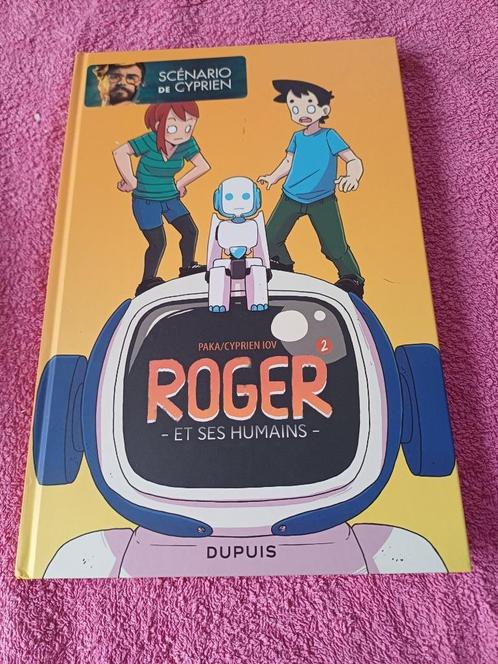 SCÉNARIO
DE CYPRIEN
PAKA/CYPRIEN IOV
2
ROGER
- ET SES HUMAINS -
DUPUIS